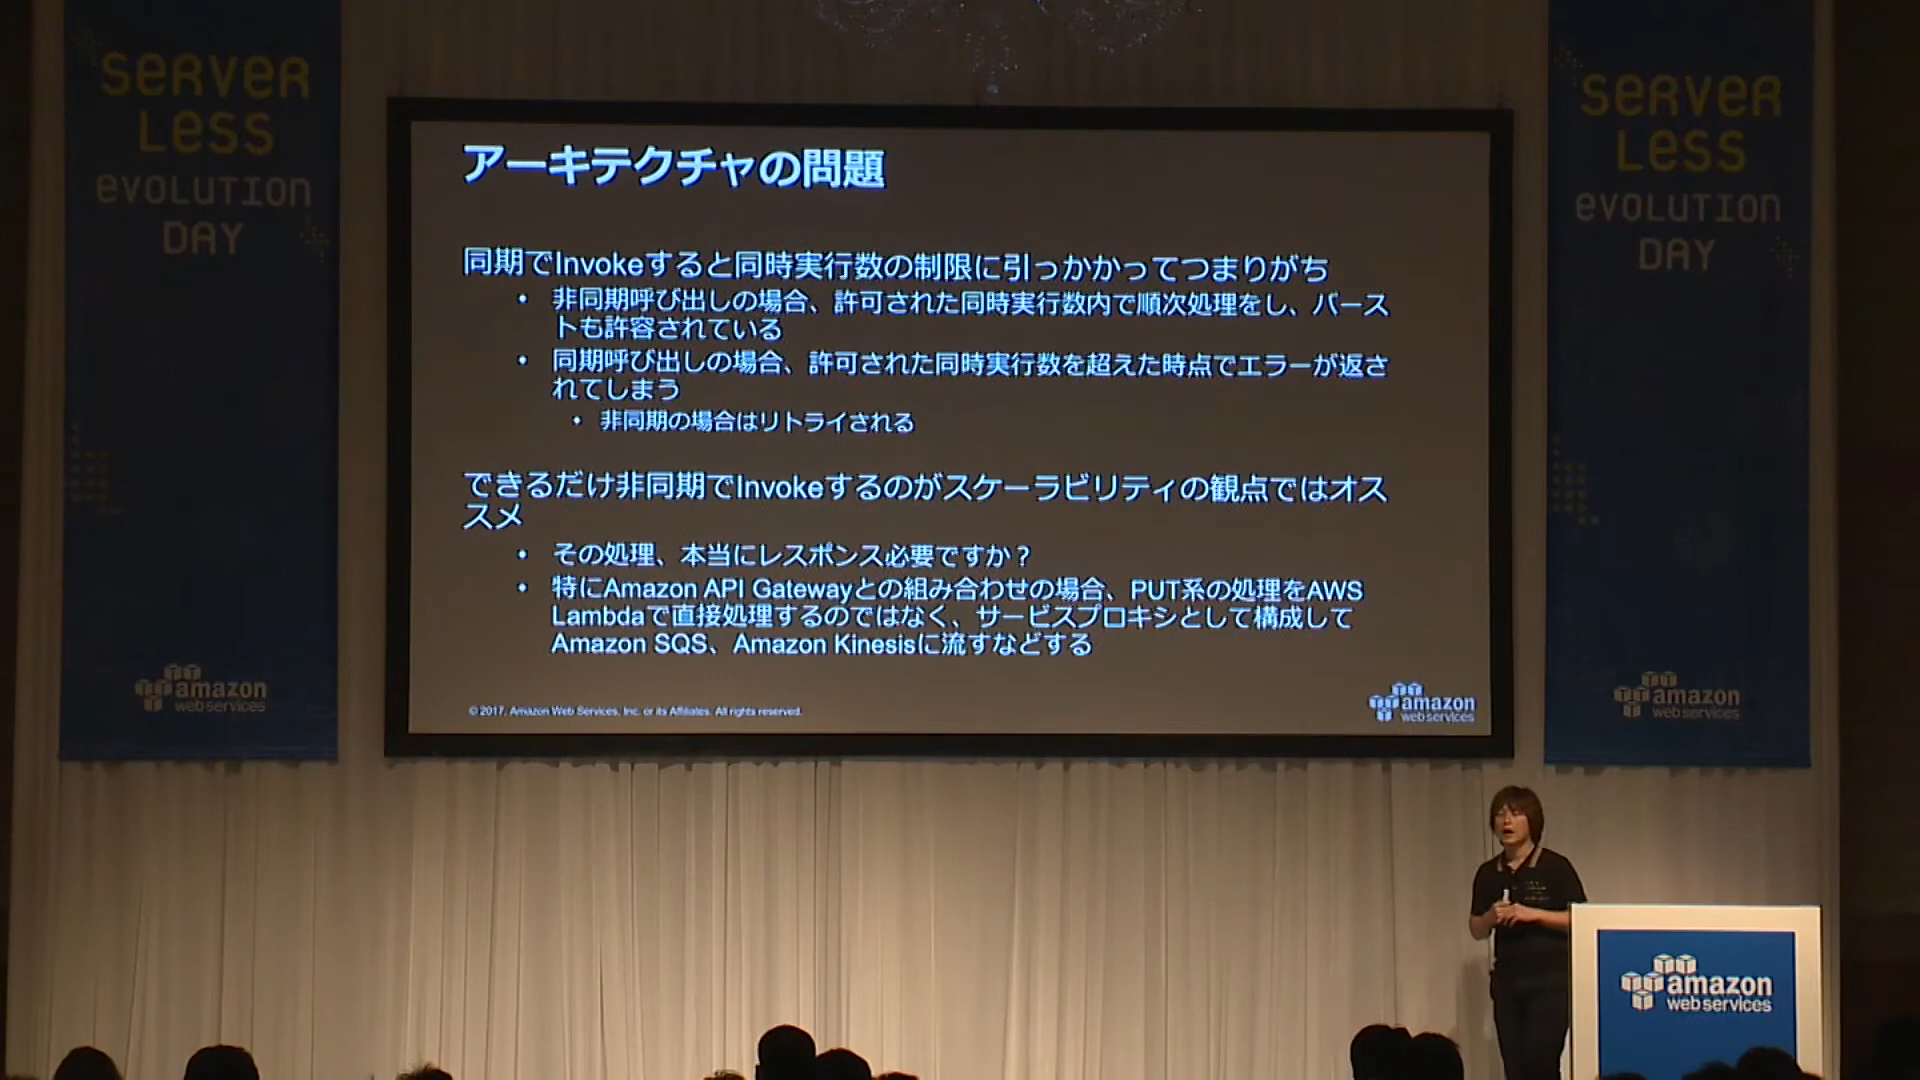 SERVER
LESS
EVOLUTION
DAY
amazon
webservices
アーキテクチャの問題
同期でInvokeすると同時実行数の制限に引っかかってつまりがち
• 非同期呼び出しの場合、許可された同時実行数内で順次処理をし、バース
トも許容されている
• 同期呼び出しの場合、許可された同時実行数を超えた時点でエラーが返さ
れてしまう
• 非同期の場合はリトライされる
できるだけ非同期でInvokeするのがスケーラビリティの観点ではオス
スメ
• その処理、本当にレスポンス必要ですか？
• 特にAmazon API Gatewayとの組み合わせの場合、PUT系の処理をAWS
Lambdaで直接処理するのではなく、サービスプロキシとして構成して
Amazon SQS、Amazon Kinesisに流すなどする
© 2017, Amazon Web Services, Inc. or its Affiliates. All rights reserved.
amazon
webservices
SERVER
LESS
EVOLUTION
DAY
amazon
webservices
amazon
webservices